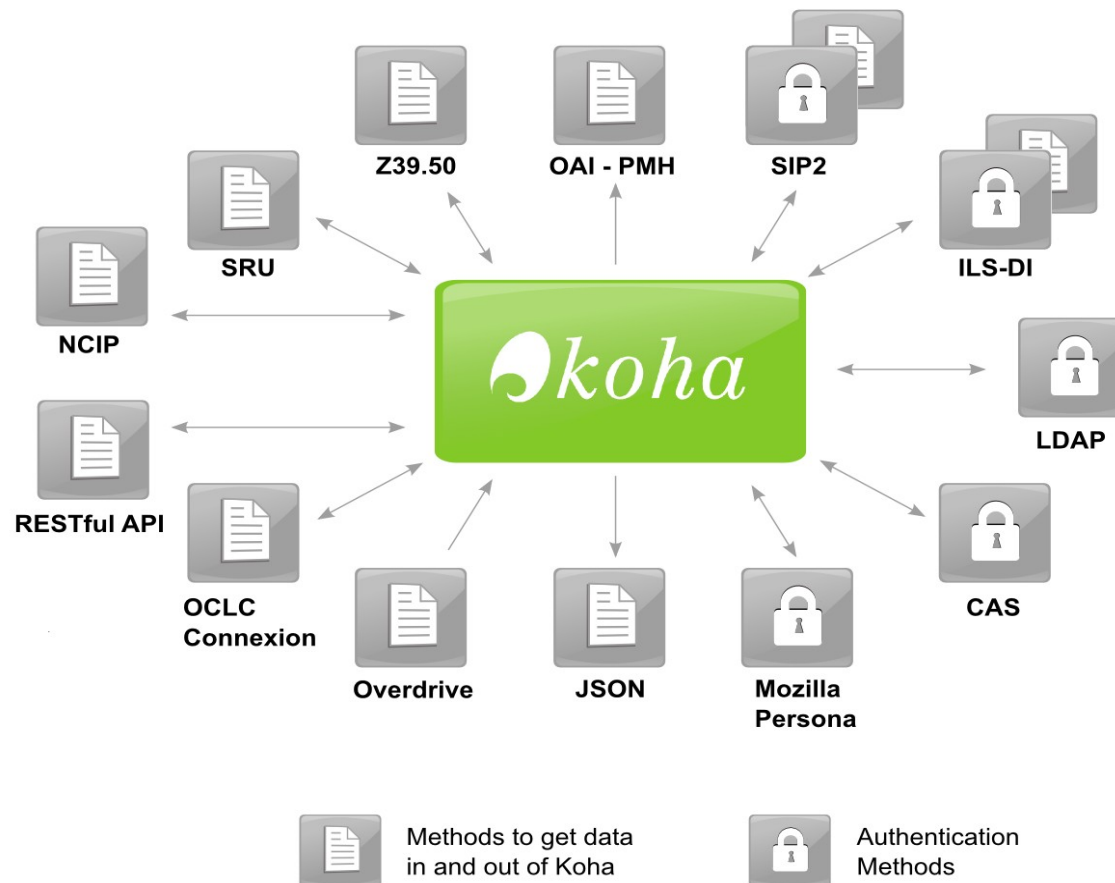 Z39.50
OAI - PMH
SIP2
SRU
ILS-DI
NCIP
koha
LDAP
RESTful API
OCLC
Connexion
CAS
Overdrive
JSON
Mozilla
Persona
Methods to get data
in and out of Koha
Authentication
Methods